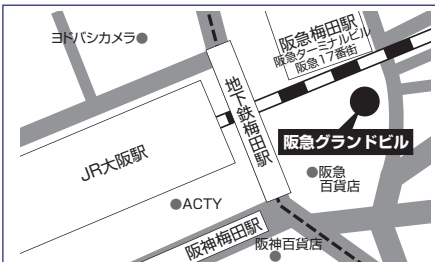 ヨドバシカメラ
阪急梅田駅
阪急ターミナルビル
阪急17番街
地下鉄梅田駅
阪急グランドビル
JR大阪駅
阪急
百貨店
ACTY
阪神梅田駅
阪神百貨店